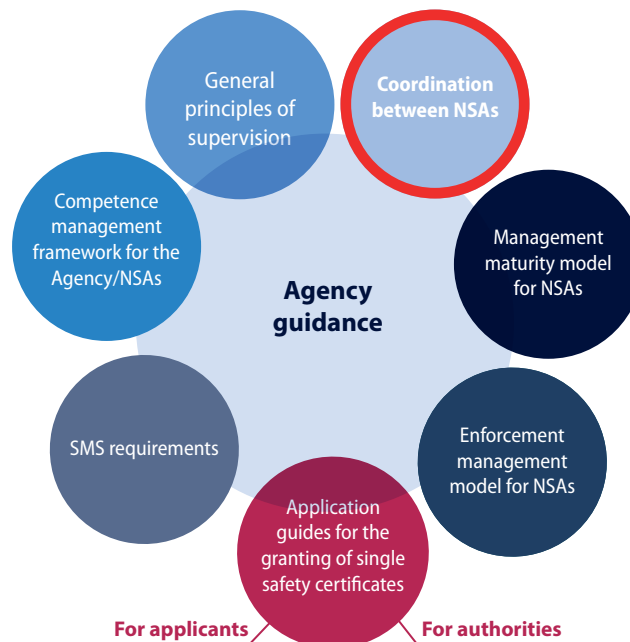 General
principles of
supervision
Coordination
between NSAs
Competence
management
framework for the
Agency/NSAs
Management
maturity model
for NSAs
Agency
guidance
SMS requirements
Enforcement
management
model for NSAs
Application
guides for the
granting of single
safety certificates
For applicants
For authorities